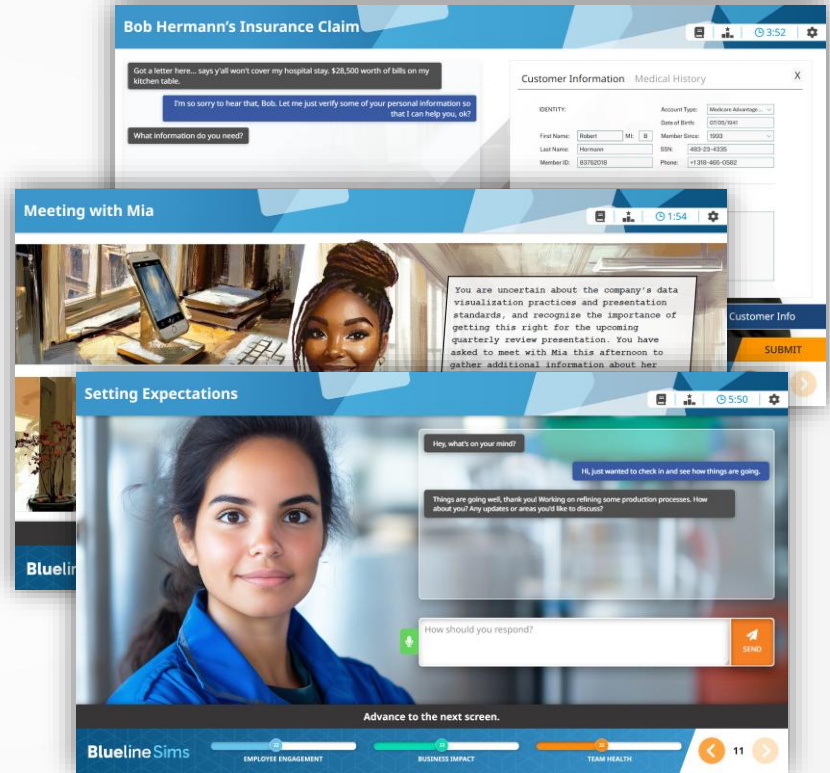 Bob Hermann's Insurance Claim
3:52
Got a letter here... says y'all won't cover my hospital stay. $28,500 worth of bills on my
kitchen table.
I'm so sorry to hear that, Bob. Let me just verify some of your personal information so
that I can help you, ok?
What information do you need?
Customer Information Medical History X
IDENTITY:
Account Type: Medicare Advantage...
Date of Birth: 07/05/1941
First Name: Robert MI: B Member Since: 1993
Last Name: Hermann SSN: 483-23-4335
Member ID: 83762018 Phone: +1 318-465-0582
Customer Info
SUBMIT
Meeting with Mia
1:54
You are uncertain about the company's data
visualization practices and presentation
standards, and recognize the importance of
getting this right for the upcoming
quarterly review presentation. You have
asked to meet with Mia this afternoon to
gather additional information about her
Setting Expectations
5:50
Hey, what's on your mind?
Hi, just wanted to check in and see how things are going.
Things are going well, thank you! Working on refining some production processes. How
about you? Any updates or areas you'd like to discuss?
How should you respond?
SEND
Advance to the next screen.
Blueline Sims
EMPLOYEE ENGAGEMENT
BUSINESS IMPACT
TEAM HEALTH
11